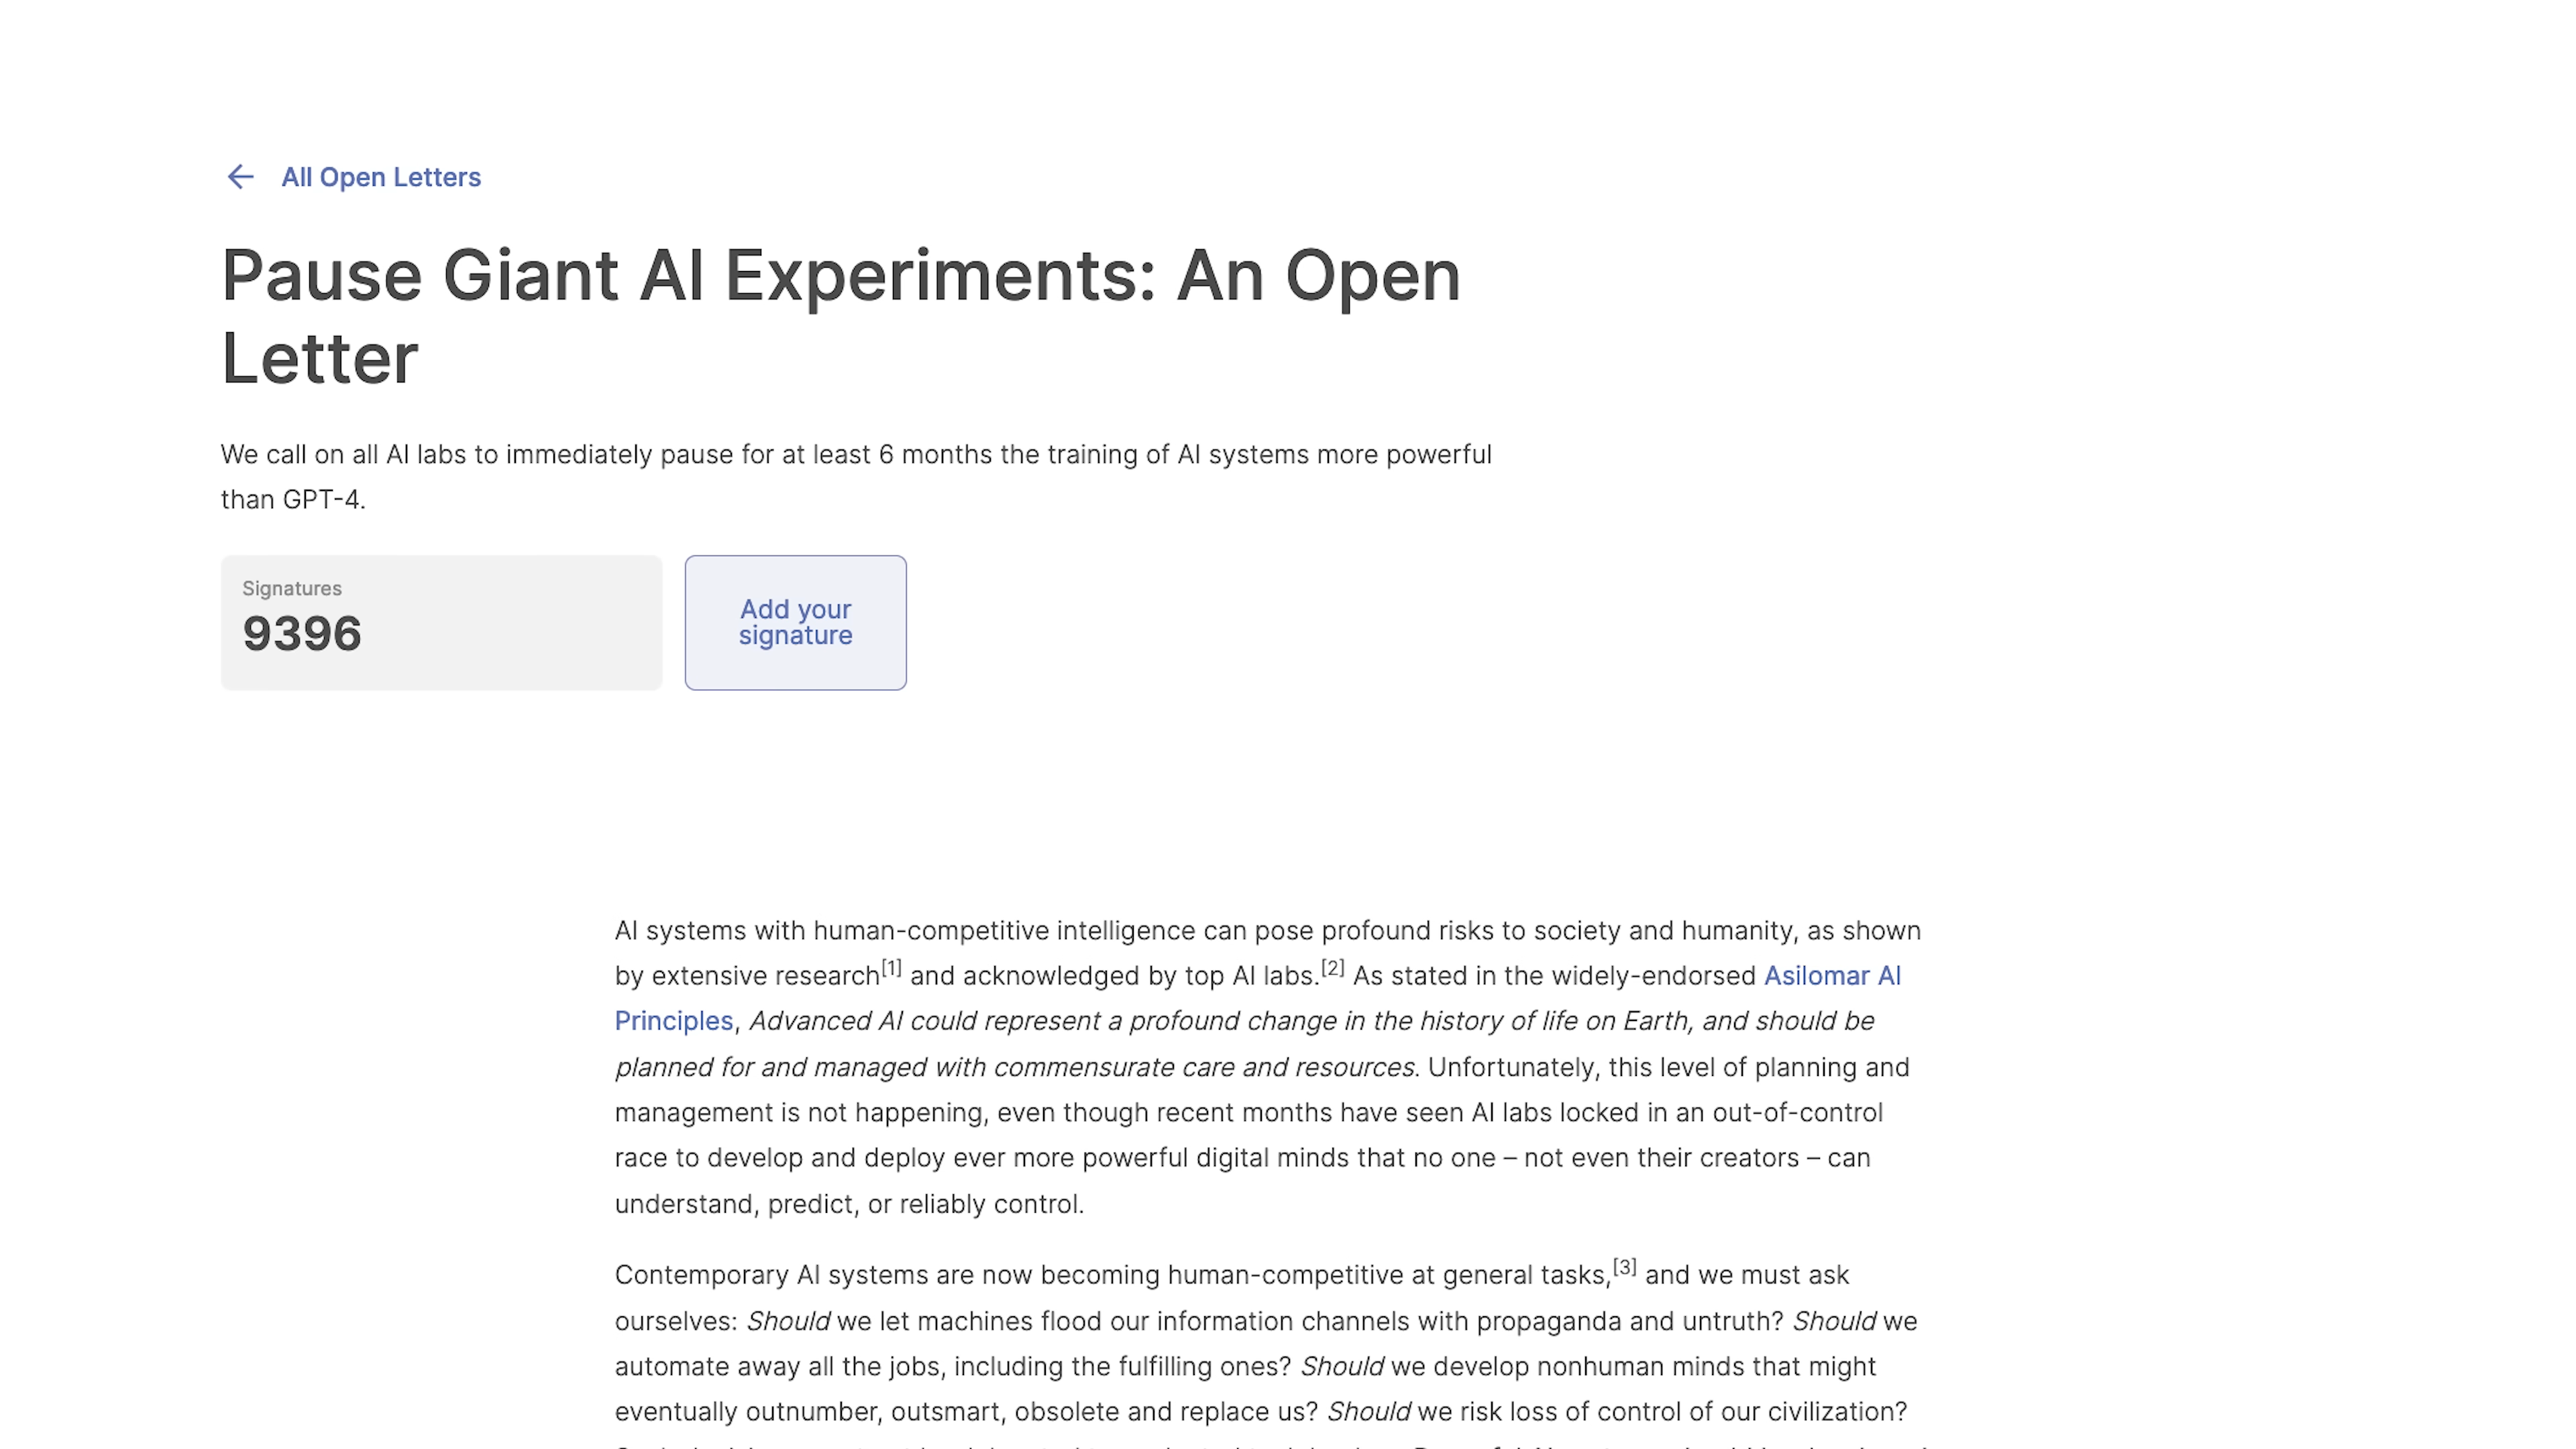 ← All Open Letters
Pause Giant AI Experiments: An Open
Letter
We call on all AI labs to immediately pause for at least 6 months the training of AI systems more powerful
than GPT-4.
Signatures
9396
Add your
signature
AI systems with human-competitive intelligence can pose profound risks to society and humanity, as shown
by extensive research[1] and acknowledged by top AI labs.[2] As stated in the widely-endorsed Asilomar AI
Principles, Advanced AI could represent a profound change in the history of life on Earth, and should be
planned for and managed with commensurate care and resources. Unfortunately, this level of planning and
management is not happening, even though recent months have seen AI labs locked in an out-of-control
race to develop and deploy ever more powerful digital minds that no one – not even their creators – can
understand, predict, or reliably control.
Contemporary AI systems are now becoming human-competitive at general tasks,[3] and we must ask
ourselves: Should we let machines flood our information channels with propaganda and untruth? Should we
automate away all the jobs, including the fulfilling ones? Should we develop nonhuman minds that might
eventually outnumber, outsmart, obsolete and replace us? Should we risk loss of control of our civilization?